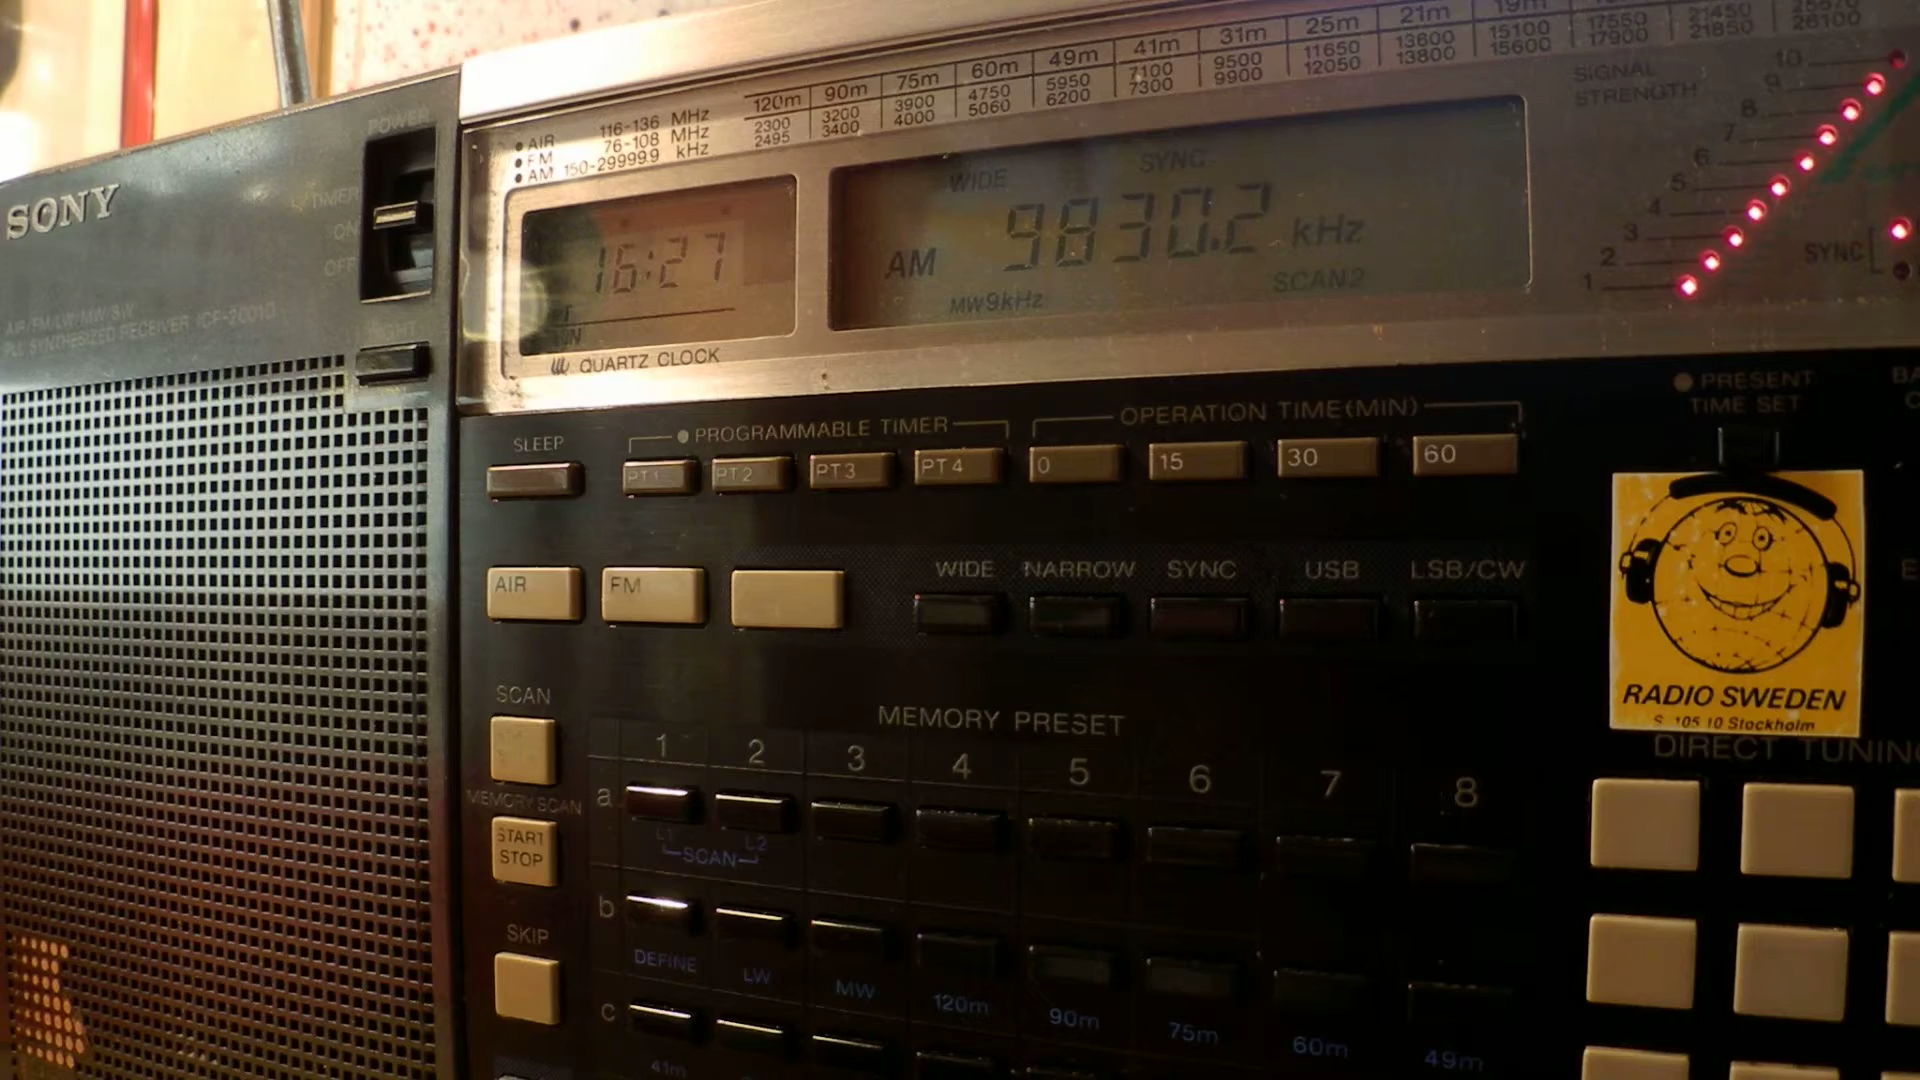 120m 90m 75m 60m 49m 41m 31m 25m 21m 19m
2300 3200 3900 4750 5950 7100 9500 11650 13600 15100 17550 21450
2495 3400 4000 5060 6200 7300 9900 12050 13800 15600 17900 21850 26100
AIR 116-136 MHz
FM 76-108 MHz
AM 150-29999.9 kHz
POWER
TIMER
ON
OFF
SONY
AIR/FM/LW/MW/SW
PLL SYNTHESIZED RECEIVER ICF-2001D
LIGHT
16:27
QUARTZ CLOCK
WIDE SYNC
AM 9830.2 kHz
MW9kHz SCAN2
SIGNAL
STRENGTH
10
9
8
7
6
5
4
3
2
1
SYNC
SLEEP
PROGRAMMABLE TIMER
OPERATION TIME(MIN)
PRESENT
TIME SET
PT1 PT2 PT3 PT4 0 15 30 60
AIR FM
WIDE NARROW SYNC USB LSB/CW
RADIO SWEDEN
S 105 10 Stockholm
DIRECT TUNING
SCAN
MEMORY SCAN
START
STOP
SKIP
MEMORY PRESET
1 2 3 4 5 6 7 8
a
L1 L2
SCAN
b
DEFINE LW MW 120m 90m 75m 60m 49m
c
41m